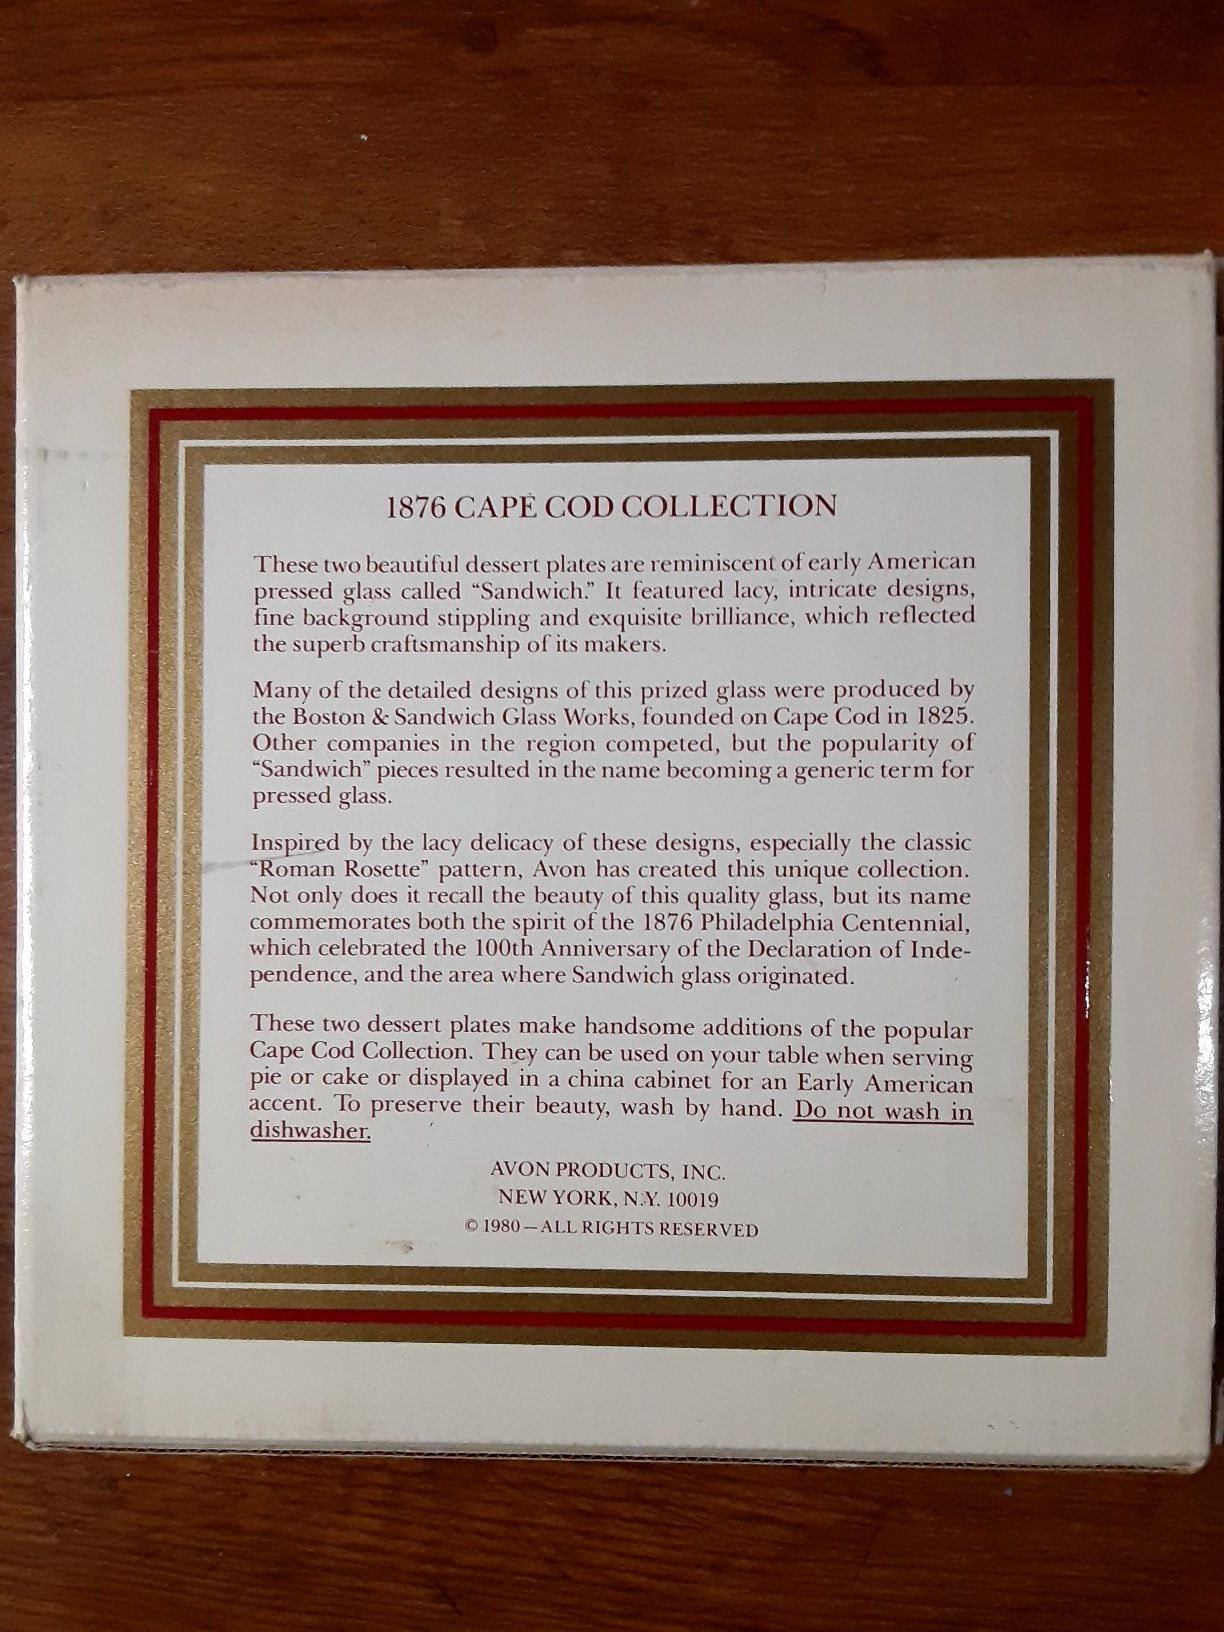 1876 CAPE COD COLLECTION
These two beautiful dessert plates are reminiscent of early American
pressed glass called “Sandwich.” It featured lacy, intricate designs,
fine background stippling and exquisite brilliance, which reflected
the superb craftsmanship of its makers.
Many of the detailed designs of this prized glass were produced by
the Boston & Sandwich Glass Works, founded on Cape Cod in 1825.
Other companies in the region competed, but the popularity of
“Sandwich” pieces resulted in the name becoming a generic term for
pressed glass.
Inspired by the lacy delicacy of these designs, especially the classic
“Roman Rosette” pattern, Avon has created this unique collection.
Not only does it recall the beauty of this quality glass, but its name
commemorates both the spirit of the 1876 Philadelphia Centennial,
which celebrated the 100th Anniversary of the Declaration of Inde-
pendence, and the area where Sandwich glass originated.
These two dessert plates make handsome additions of the popular
Cape Cod Collection. They can be used on your table when serving
pie or cake or displayed in a china cabinet for an Early American
accent. To preserve their beauty, wash by hand. Do not wash in
dishwasher.
AVON PRODUCTS, INC.
NEW YORK, N.Y. 10019
© 1980 – ALL RIGHTS RESERVED